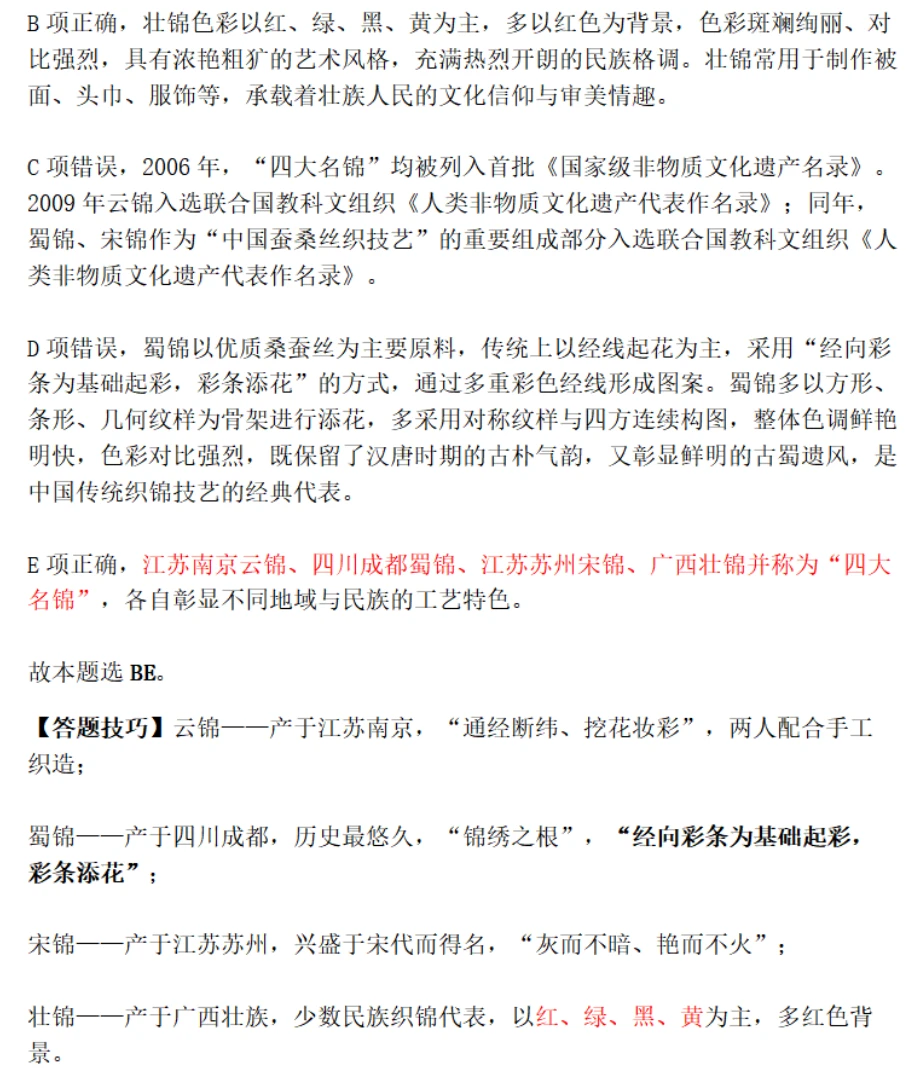 B 项正确，壮锦色彩以红、绿、黑、黄为主，多以红色为背景，色彩斑斓绚丽、对
比强烈，具有浓艳粗犷的艺术风格，充满热烈开朗的民族格调。壮锦常用于制作被
面、头巾、服饰等，承载着壮族人民的文化信仰与审美情趣。
C 项错误，2006 年，“四大名锦”均被列入首批《国家级非物质文化遗产名录》。
2009 年云锦入选联合国教科文组织《人类非物质文化遗产代表作名录》；同年，
蜀锦、宋锦作为“中国蚕桑丝织技艺”的重要组成部分入选联合国教科文组织《人
类非物质文化遗产代表作名录》。
D 项错误，蜀锦以优质桑蚕丝为主要原料，传统上以经线起花为主，采用“经向彩
条为基础起彩，彩条添花”的方式，通过多重彩色经线形成图案。蜀锦多以方形、
条形、几何纹样为骨架进行添花，多采用对称纹样与四方连续构图，整体色调鲜艳
明快，色彩对比强烈，既保留了汉唐时期的古朴气韵，又彰显鲜明的古蜀遗风，是
中国传统织锦技艺的经典代表。
E 项正确，江苏南京云锦、四川成都蜀锦、江苏苏州宋锦、广西壮锦并称为“四大
名锦”，各自彰显不同地域与民族的工艺特色。
故本题选 BE。
【答题技巧】云锦——产于江苏南京，“通经断纬、挖花妆彩”，两人配合手工
织造；
蜀锦——产于四川成都，历史最悠久，“锦绣之根”，“经向彩条为基础起彩，
彩条添花”；
宋锦——产于江苏苏州，兴盛于宋代而得名，“灰而不暗、艳而不火”；
壮锦——产于广西壮族，少数民族织锦代表，以红、绿、黑、黄为主，多红色背
景。